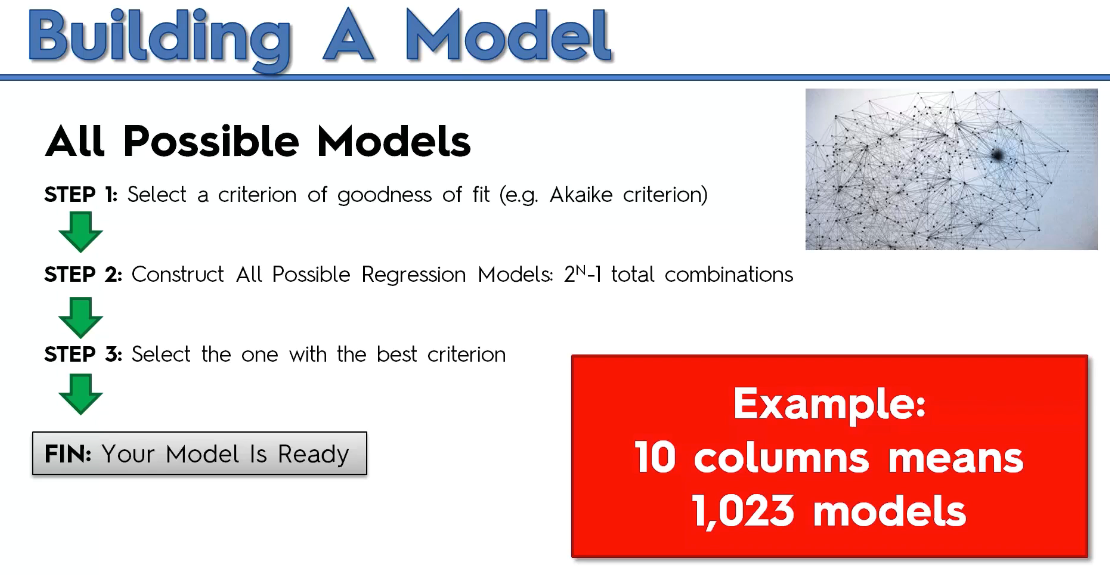 Building A Model
All Possible Models
STEP 1: Select a criterion of goodness of fit (e.g. Akaike criterion)
STEP 2: Construct All Possible Regression Models: 2ᴺ-1 total combinations
STEP 3: Select the one with the best criterion
FIN: Your Model Is Ready
Example:
10 columns means
1,023 models